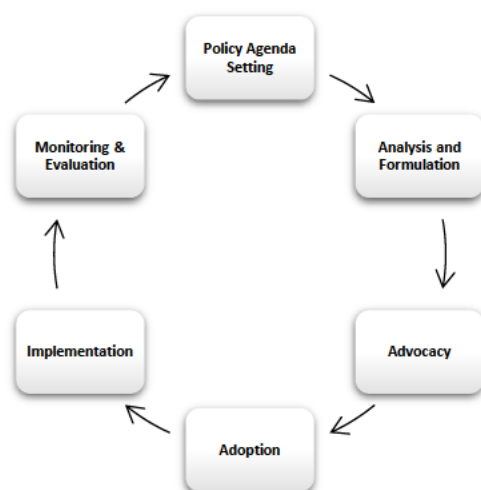 Policy Agenda
Setting
Analysis and
Formulation
Advocacy
Adoption
Implementation
Monitoring &
Evaluation